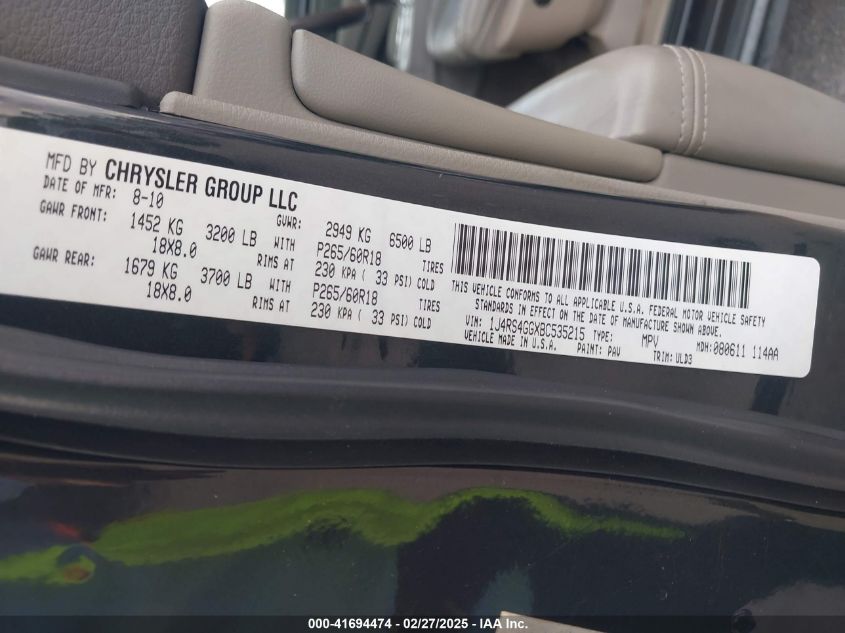 MFD BY CHRYSLER GROUP LLC
DATE OF MFR: 8-10 GVWR: 2949 KG 6500 LB
GAWR FRONT: 1452 KG 3200 LB WITH P265/60R18 TIRES
18X8.0 RIMS AT 230 KPA ( 33 PSI) COLD
GAWR REAR: 1679 KG 3700 LB WITH P265/60R18 TIRES
18X8.0 RIMS AT 230 KPA ( 33 PSI) COLD
THIS VEHICLE CONFORMS TO ALL APPLICABLE U.S.A. FEDERAL MOTOR VEHICLE SAFETY
STANDARDS IN EFFECT ON THE DATE OF MANUFACTURE SHOWN ABOVE.
VIN: 1J4RS4GGXBC535215 TYPE: MPV MDH: 080611 114AA
VEHICLE MADE IN U.S.A. PAINT: PAV TRIM: ULD3
000-41694474 - 02/27/2025 - IAA Inc.